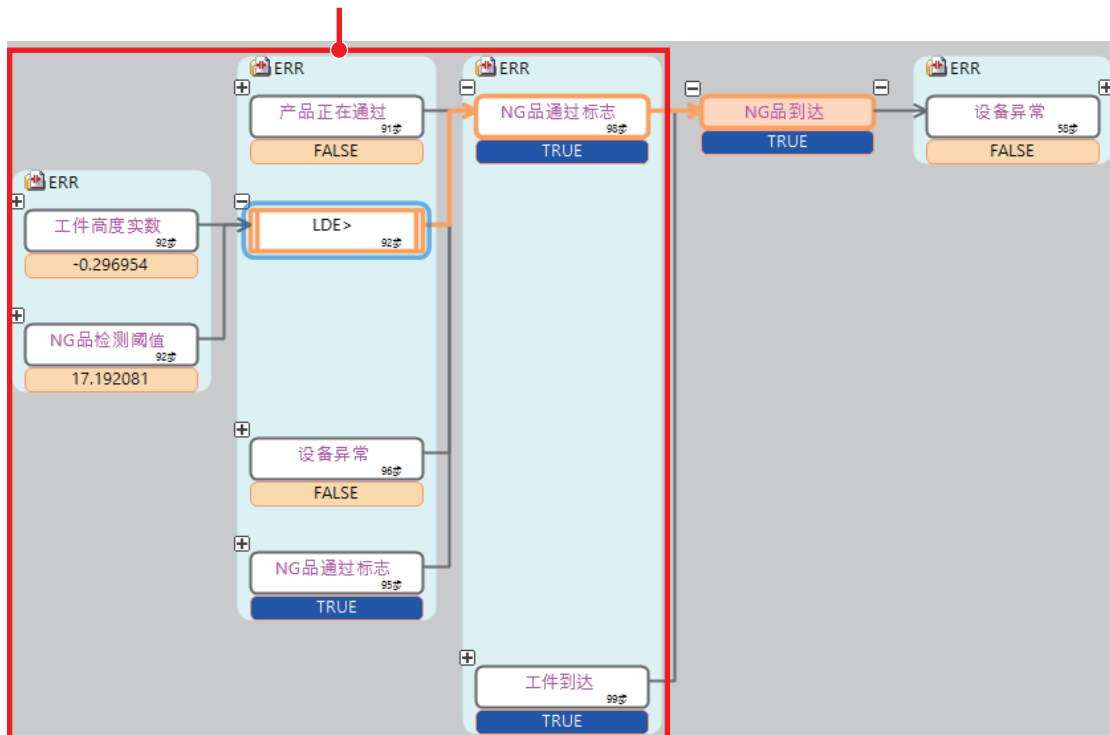 ERR
工件高度实数
92步
-0.296954
NG品检测阈值
92步
17.192081
ERR
产品正在通过
91步
FALSE
LDE>
92步
设备异常
96步
FALSE
NG品通过标志
95步
TRUE
ERR
NG品通过标志
98步
TRUE
工件到达
99步
TRUE
NG品到达
TRUE
ERR
设备异常
58步
FALSE